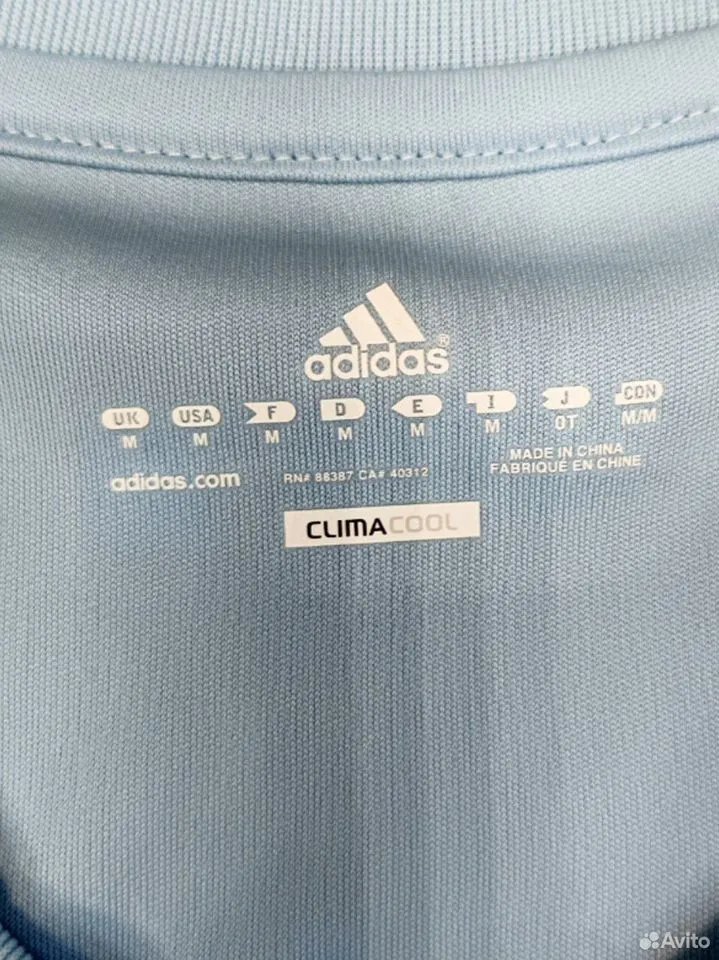 adidas®
UK USA F D E I J CDN
M M M M M M OT M/M
adidas.com RN# 88387 CA# 40312 MADE IN CHINA
FABRIQUÉ EN CHINE
CLIMACOOL
Avito